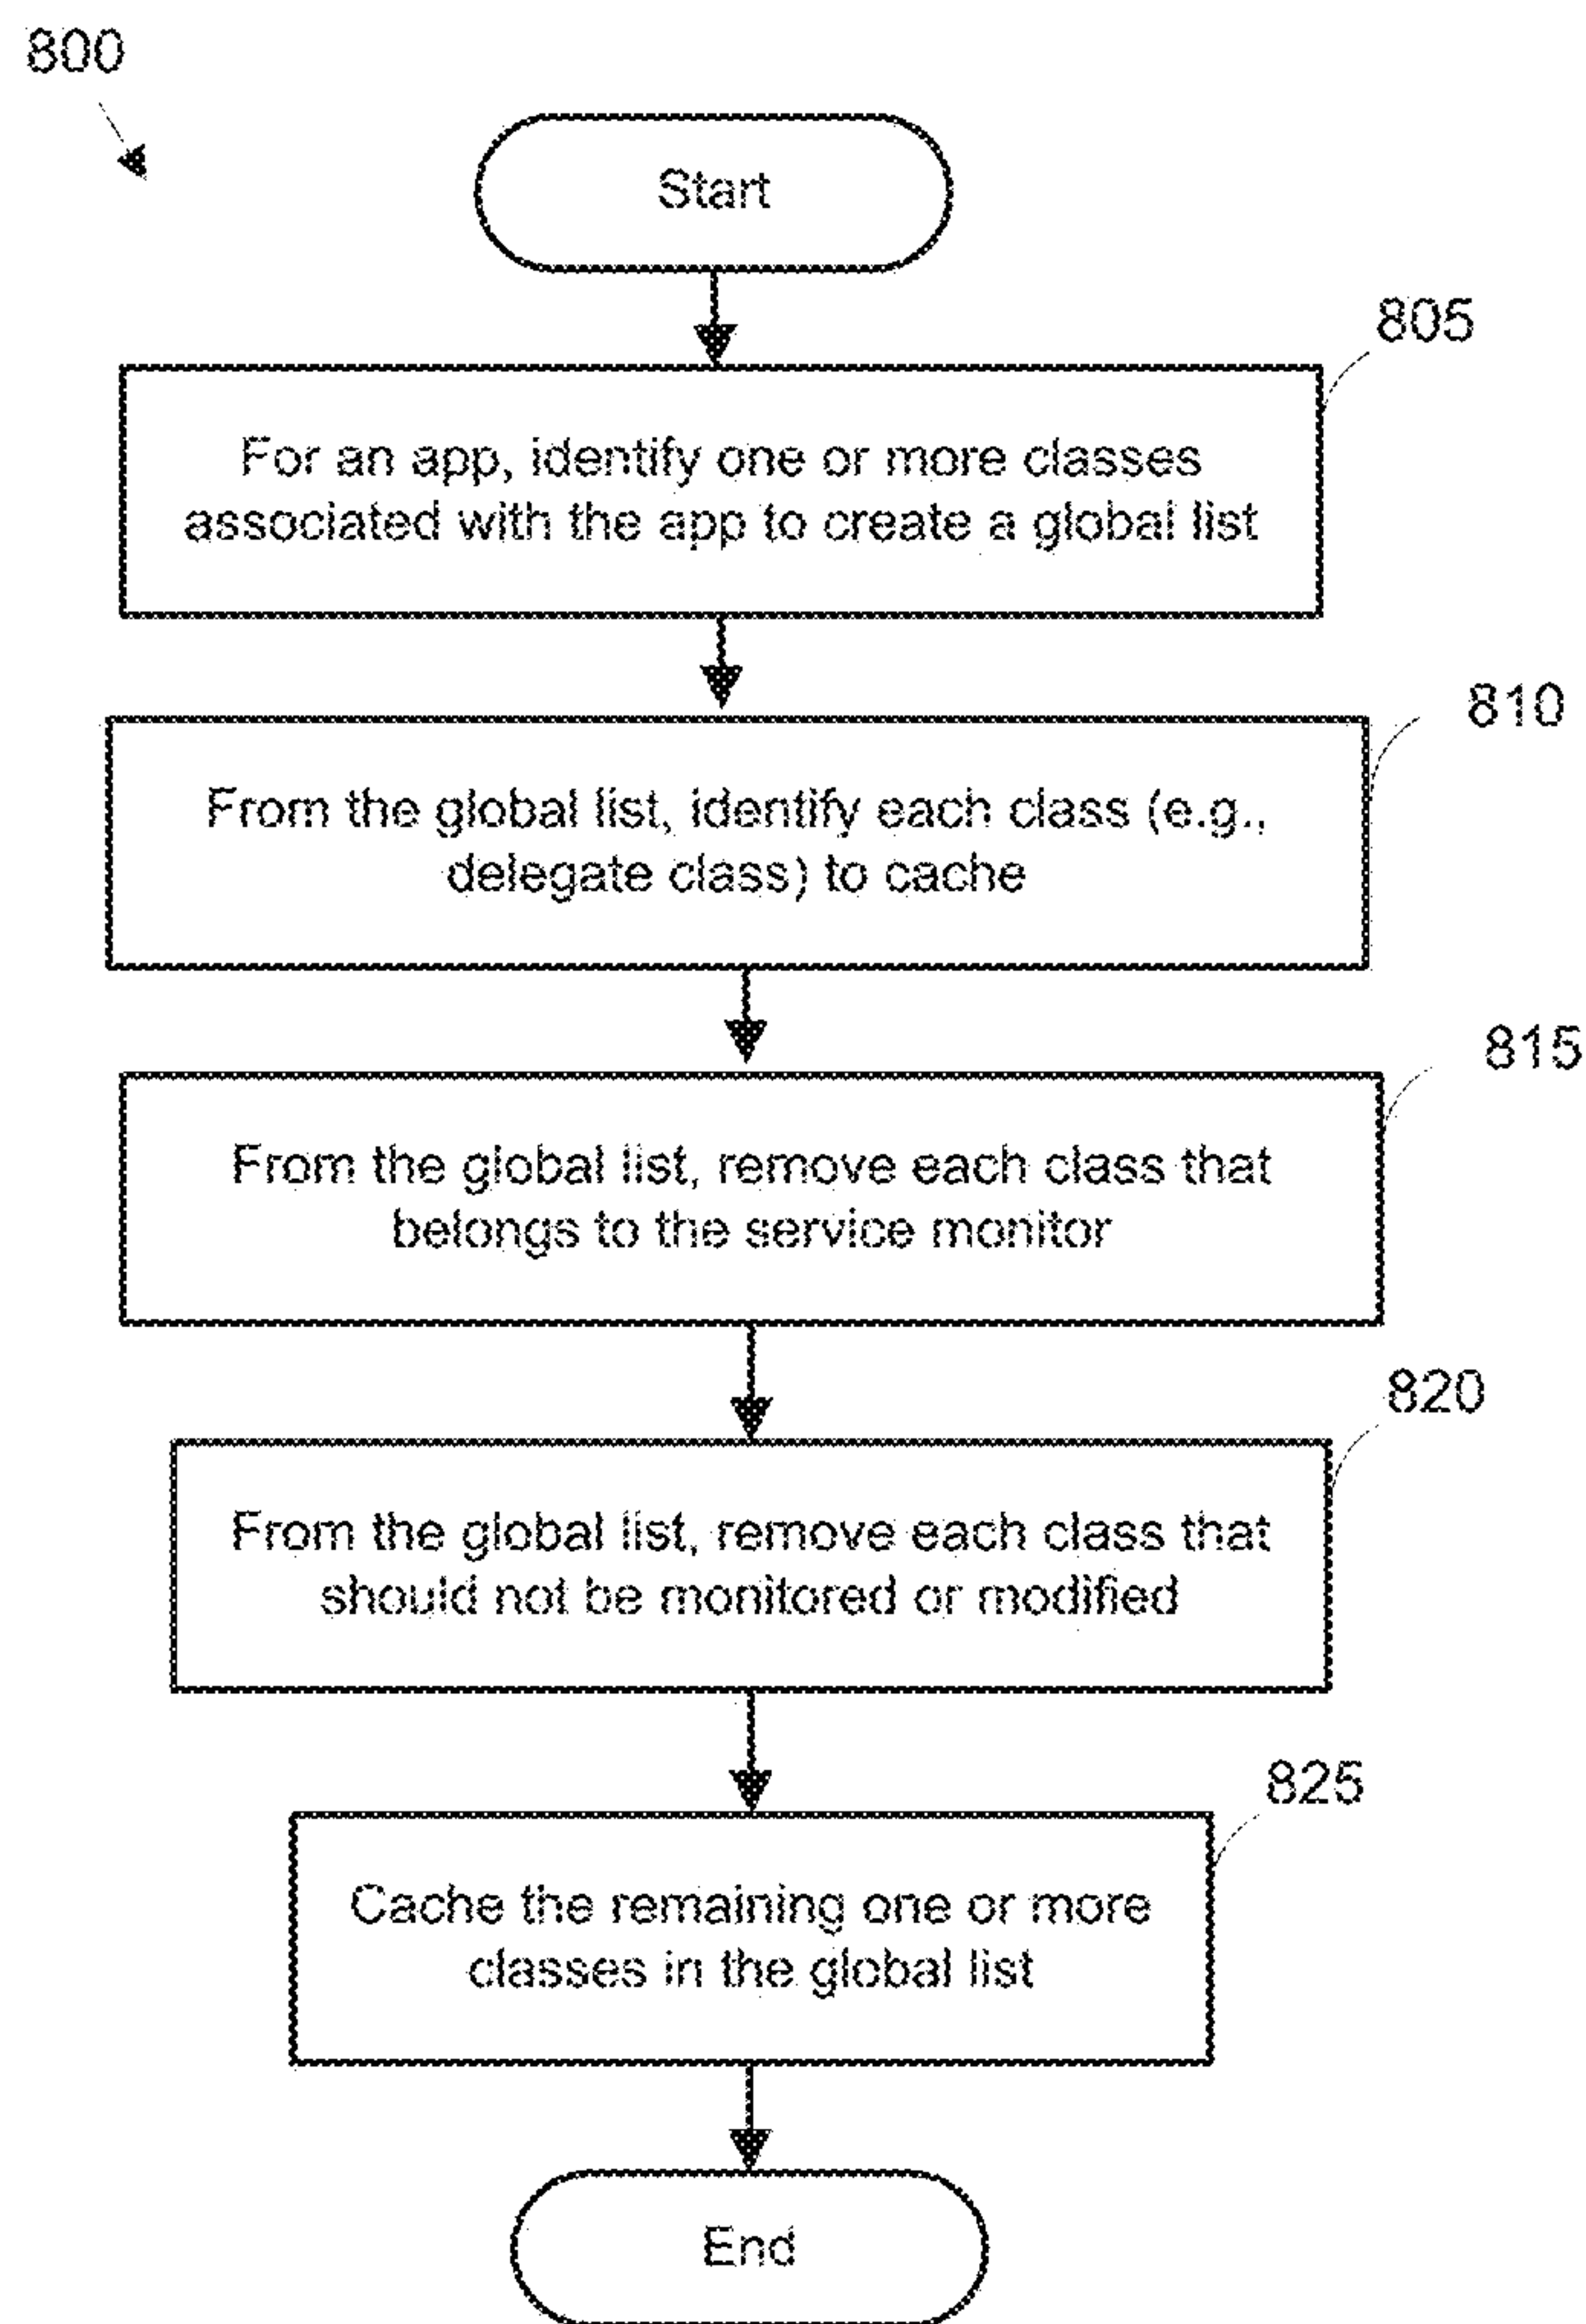 800
Start
805
For an app, identify one or more classes
associated with the app to create a global list
810
From the global list, identify each class (e.g.,
delegate class) to cache
815
From the global list, remove each class that
belongs to the service monitor
820
From the global list, remove each class that
should not be monitored or modified
825
Cache the remaining one or more
classes in the global list
End